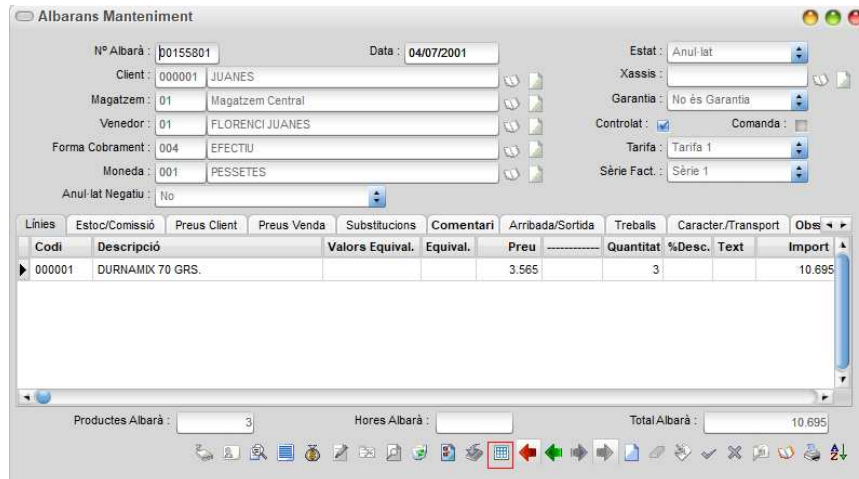 Albarans Manteniment
Nº Albarà : 00155801 Data : 04/07/2001 Estat : Anul·lat
Client : 000001 JUANES Xassis :
Magatzem : 01 Magatzem Central Garantia : No és Garantia
Venedor : 01 FLORENCI JUANES Controlat : Comanda :
Forma Cobrament : 004 EFECTIU Tarifa : Tarifa 1
Moneda : 001 PESSETES Sèrie Fact. : Sèrie 1
Anul·lat Negatiu : No
Línies Estoc/Comissió Preus Client Preus Venda Substitucions Comentari Arribada/Sortida Treballs Caracter./Transport Obs
Codi Descripció Valors Equival. Equival. Preu ------------ Quantitat %Desc. Text Import
000001 DURNAMIX 70 GRS. 3.565 3 10.695
Productes Albarà : 3 Hores Albarà : Total Albarà : 10.695